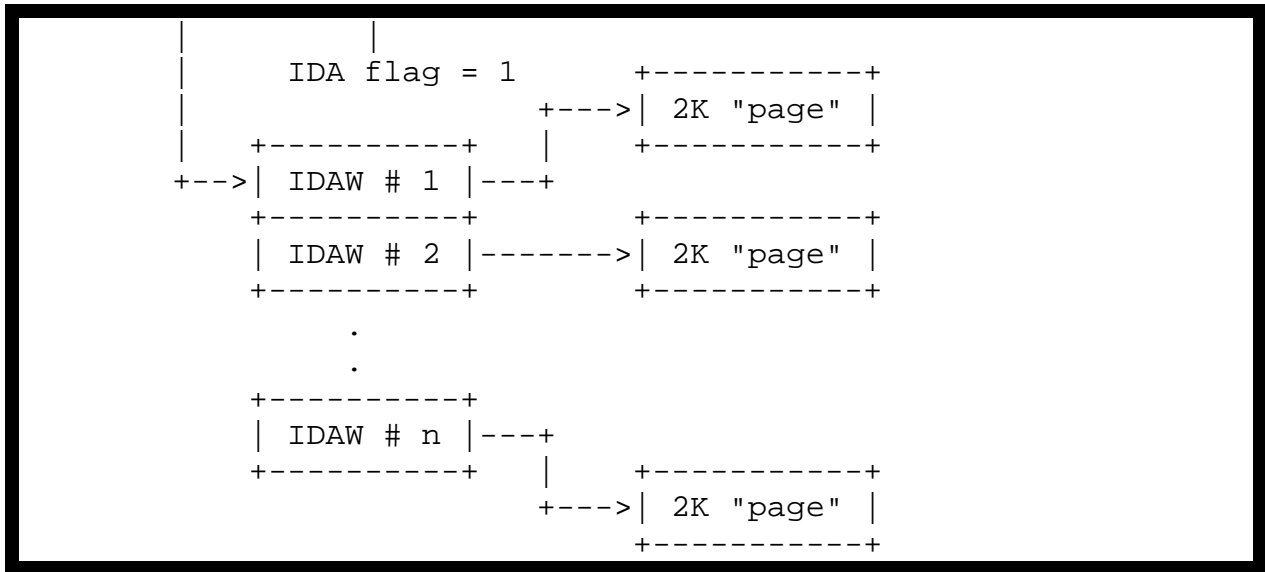 |         |
         |     IDA flag = 1      +-----------+
         |                  +--->| 2K "page" |
         |   +----------+   |    +-----------+
         +-->| IDAW # 1 |---+
             +----------+        +-----------+
             | IDAW # 2 |------->| 2K "page" |
             +----------+        +-----------+
                  .
                  .
             +----------+
             | IDAW # n |---+
             +----------+   |    +-----------+
                            +--->| 2K "page" |
                                 +-----------+